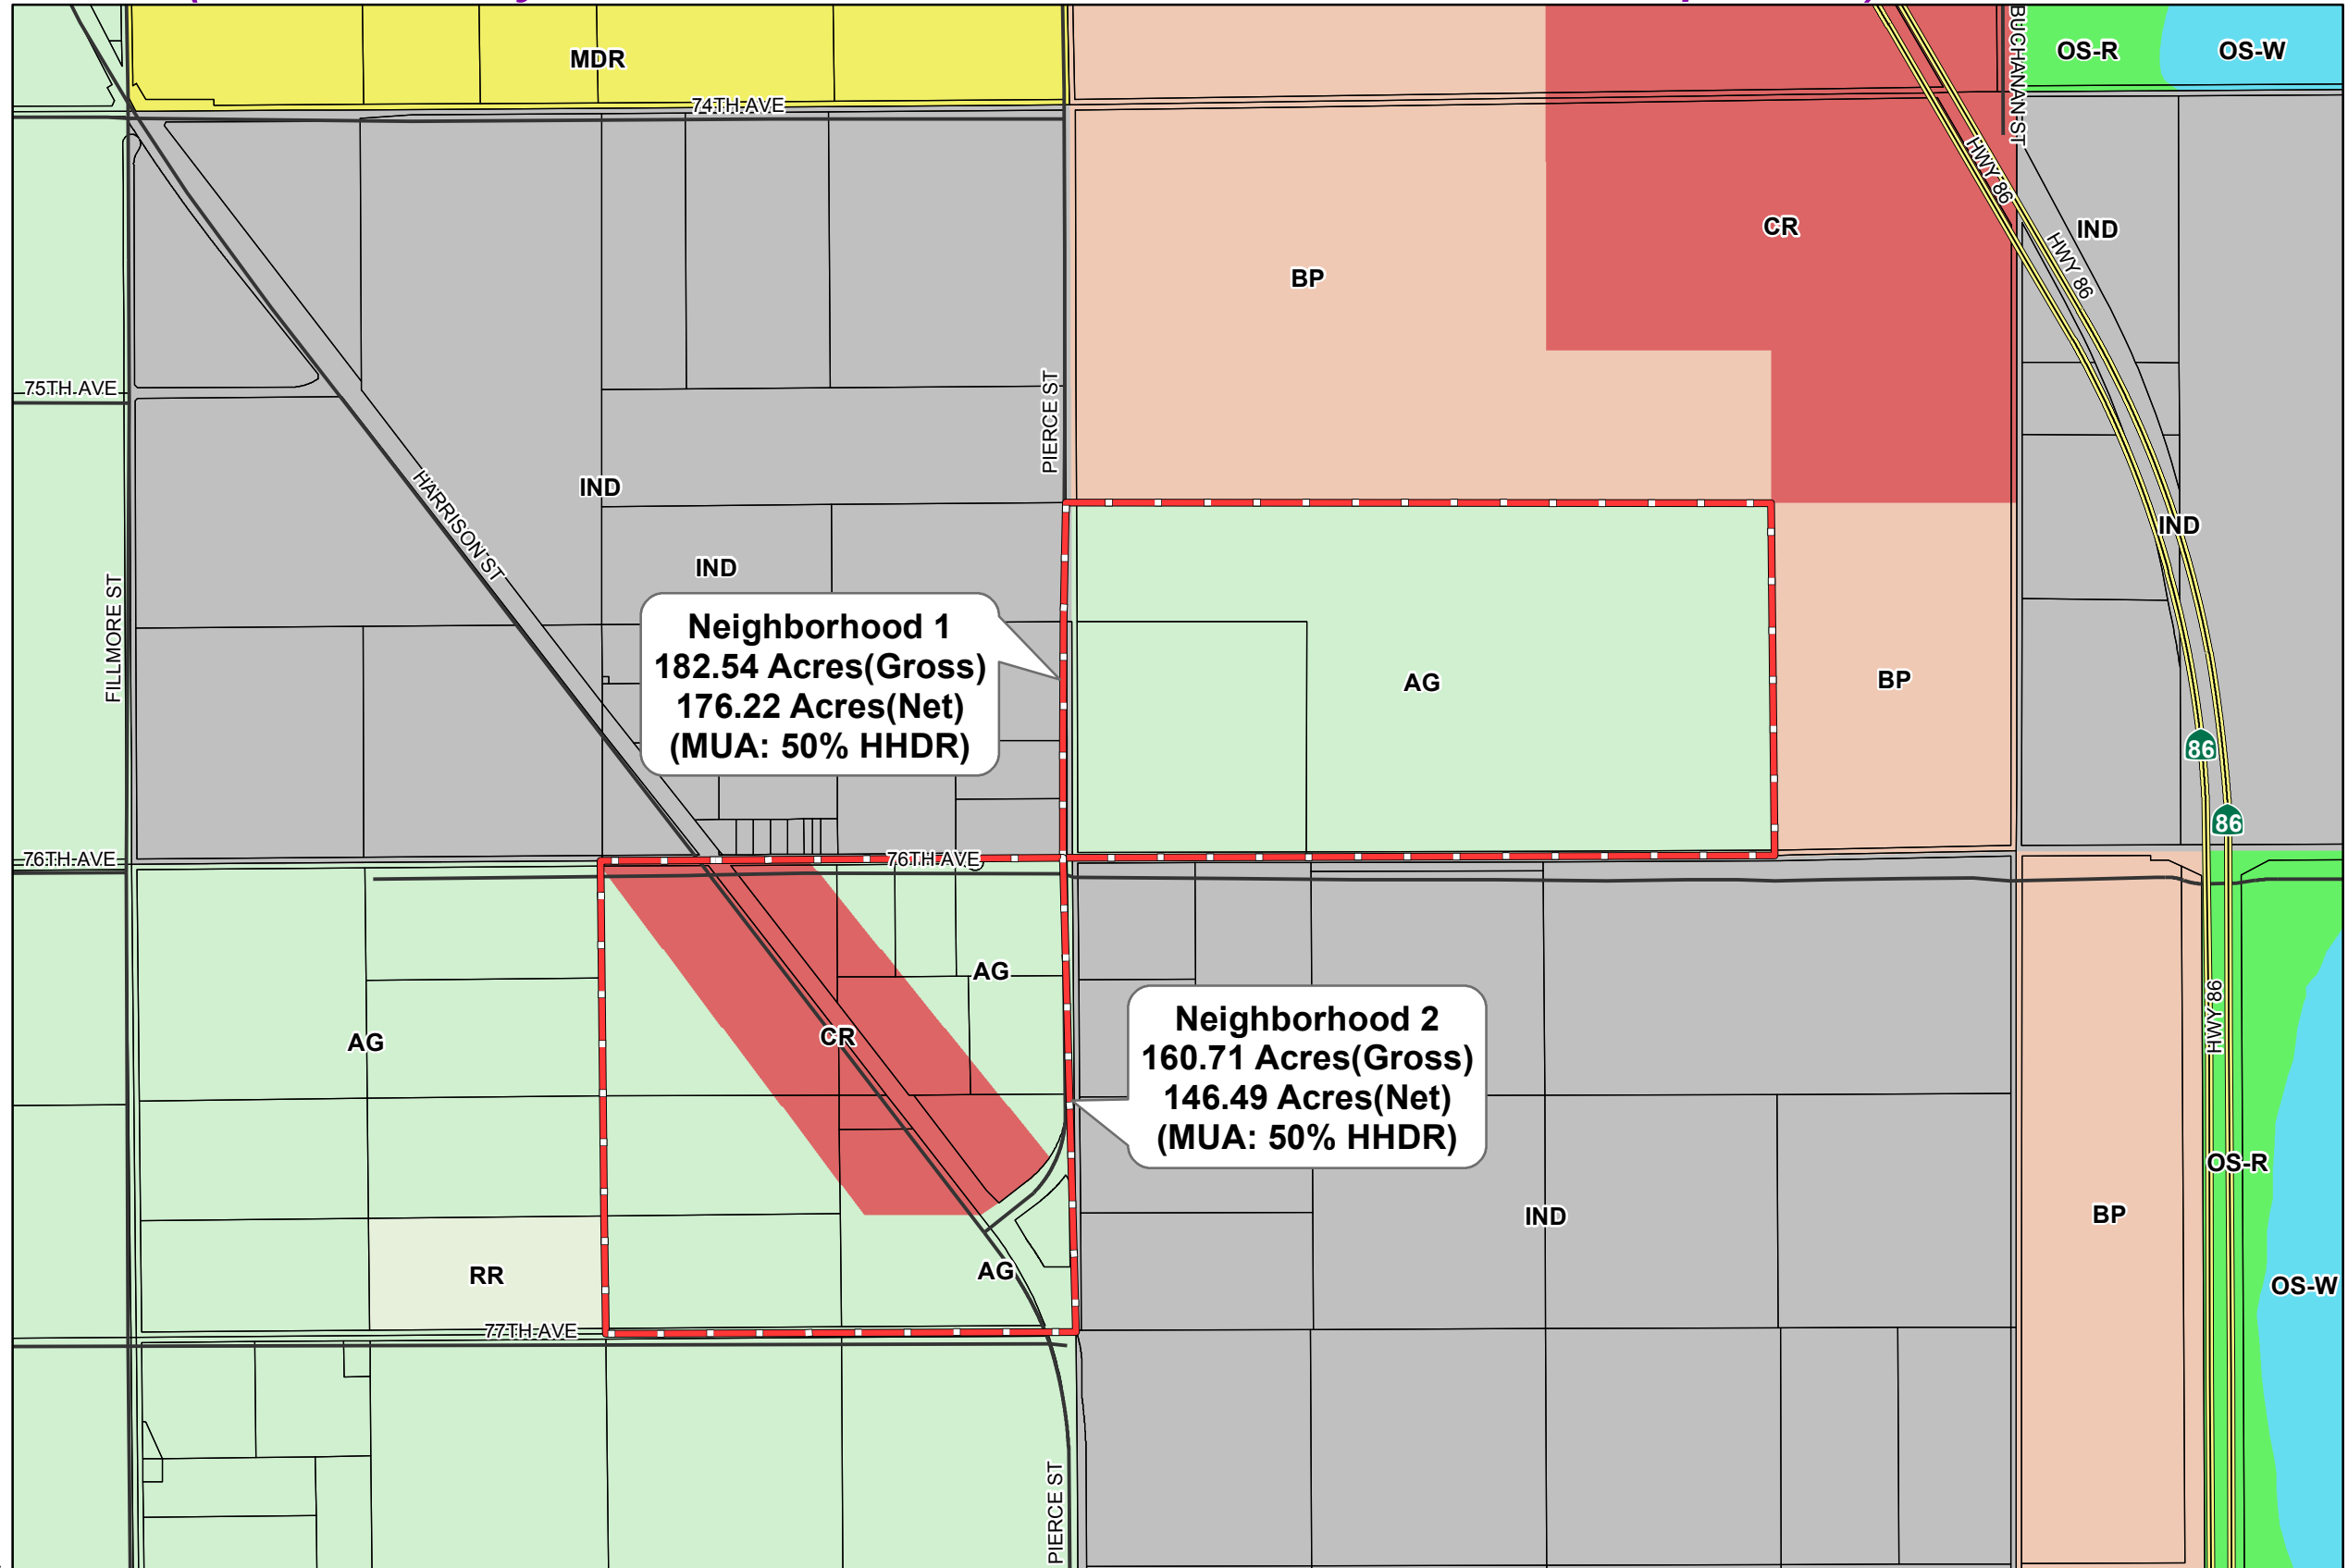 MDR
OS-R
OS-W
BUCHANAN ST
74TH AVE
HWY 86
CR
IND
HWY 86
BP
75TH AVE
PIERCE ST
IND
HARRISON ST
IND
IND
FILLMORE ST
Neighborhood 1
182.54 Acres(Gross)
176.22 Acres(Net)
(MUA: 50% HHDR)
AG
BP
86
86
76TH AVE
76TH AVE
AG
CR
AG
Neighborhood 2
160.71 Acres(Gross)
146.49 Acres(Net)
(MUA: 50% HHDR)
HWY 86
OS-R
IND
BP
RR
AG
OS-W
77TH AVE
PIERCE ST